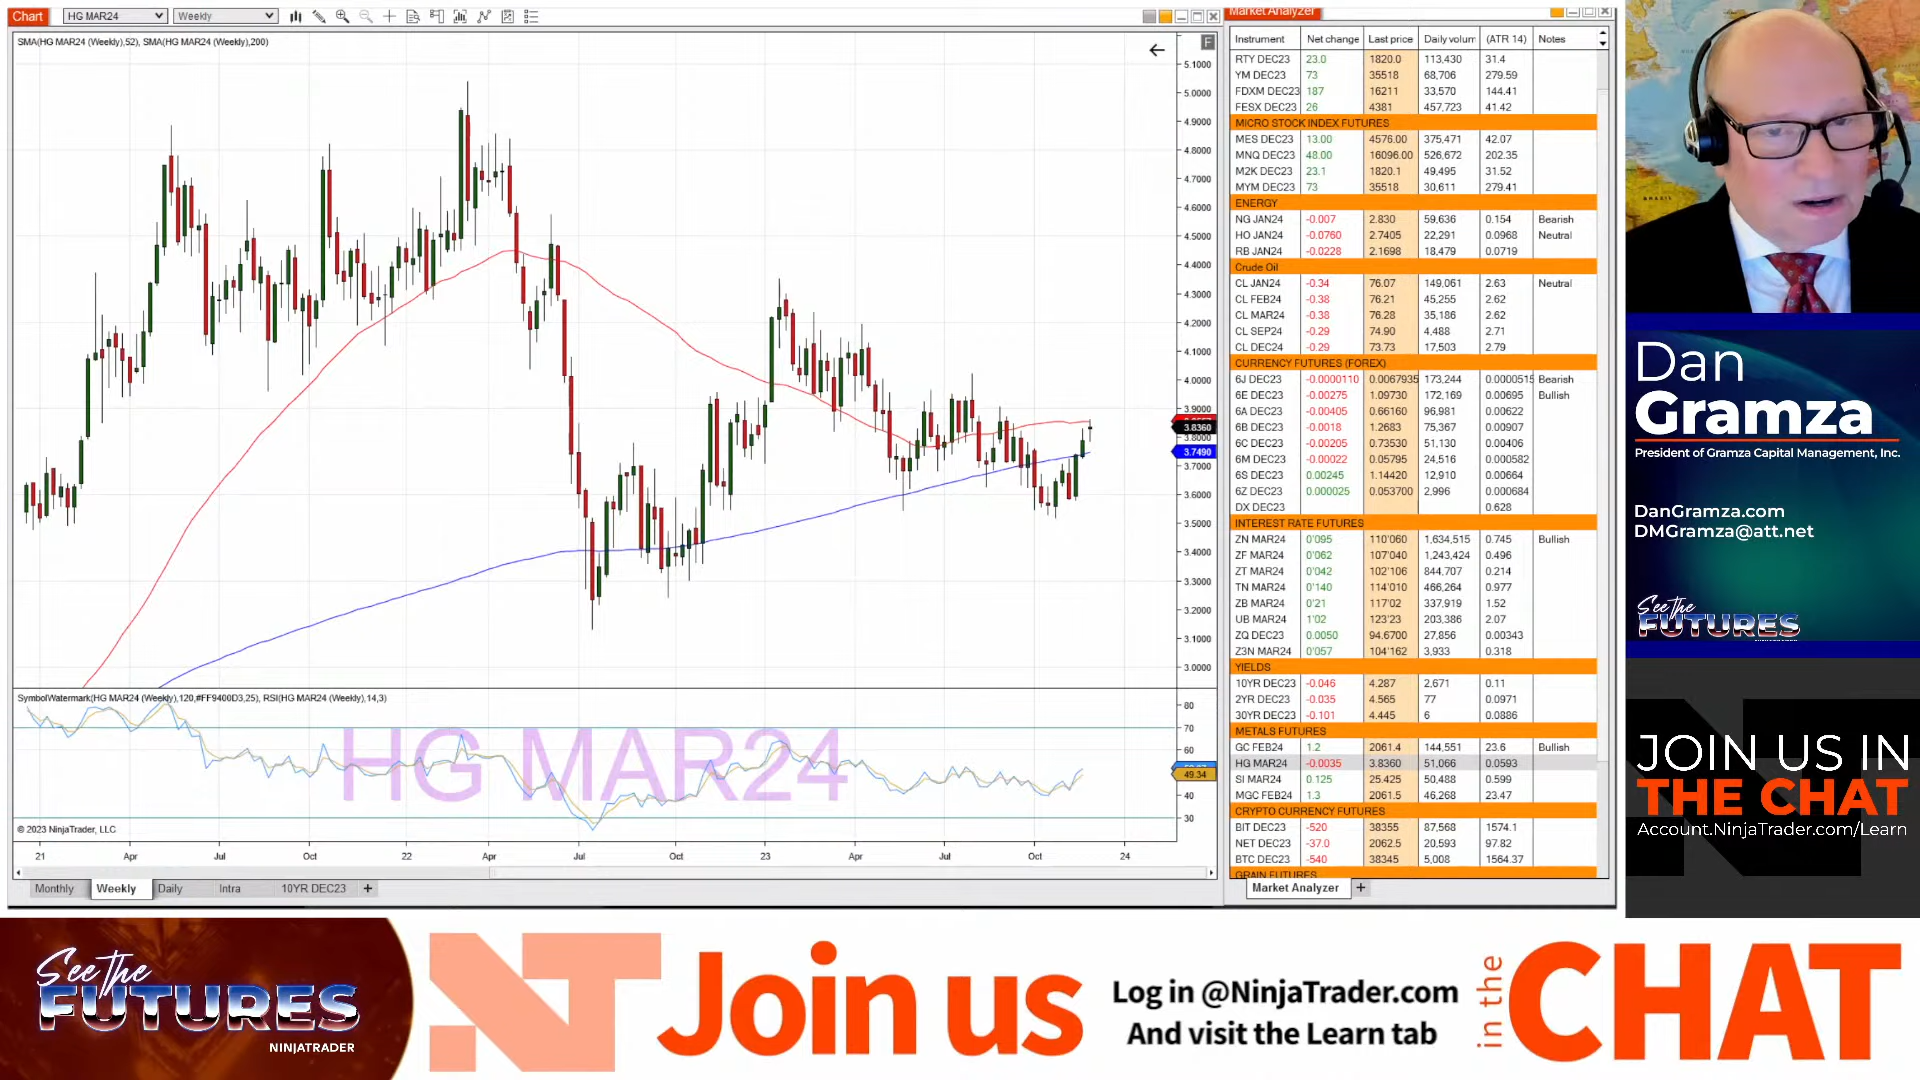 Chart HG MAR24 Weekly
SMA(HG MAR24 (Weekly),52), SMA(HG MAR24 (Weekly),200)
F
5.1000
5.0000
4.9000
4.8000
4.7000
4.6000
4.5000
4.4000
4.3000
4.2000
4.1000
4.0000
3.9000
3.8360
3.8000
3.7490
3.7000
3.6000
3.5000
3.4000
3.3000
3.2000
3.1000
3.0000
SymbolWatermark(HG MAR24 (Weekly),120,#FF9400D3,25), RSI(HG MAR24 (Weekly),14,3)
HG MAR24
80
70
60
49.34
40
30
© 2023 NinjaTrader, LLC
21 Apr Jul Oct 22 Apr Jul Oct 23 Apr Jul Oct 24
Monthly Weekly Daily Intra 10YR DEC23 +
Market Analyzer
Instrument Net change Last price Daily volum (ATR 14) Notes
RTY DEC23 23.0 1820.0 113,430 31.4
YM DEC23 73 35518 68,706 279.59
FDXM DEC23 187 16211 33,570 144.41
FESX DEC23 26 4381 457,723 41.42
MICRO STOCK INDEX FUTURES
MES DEC23 13.00 4576.00 375,471 42.07
MNQ DEC23 48.00 16096.00 526,672 202.35
M2K DEC23 23.1 1820.1 49,495 31.52
MYM DEC23 73 35518 30,611 279.41
ENERGY
NG JAN24 -0.007 2.830 59,636 0.154 Bearish
HO JAN24 -0.0760 2.7405 22,291 0.0968 Neutral
RB JAN24 -0.0228 2.1698 18,479 0.0719
Crude Oil
CL JAN24 -0.34 76.07 149,061 2.63 Neutral
CL FEB24 -0.38 76.21 45,255 2.62
CL MAR24 -0.38 76.28 35,186 2.62
CL SEP24 -0.29 74.90 4,488 2.71
CL DEC24 -0.29 73.73 17,503 2.79
CURRENCY FUTURES (FOREX)
6J DEC23 -0.0000110 0.0067935 173,244 0.0000515 Bearish
6E DEC23 -0.00275 1.09730 172,169 0.00695 Bullish
6A DEC23 -0.00405 0.66160 96,981 0.00622
6B DEC23 -0.0018 1.2683 75,367 0.00907
6C DEC23 -0.00205 0.73530 51,130 0.00406
6M DEC23 -0.00022 0.05795 24,516 0.000582
6S DEC23 0.00245 1.14420 12,910 0.00664
6Z DEC23 0.000025 0.053700 2,996 0.000684
DX DEC23 0.628
INTEREST RATE FUTURES
ZN MAR24 0'095 110'060 1,634,515 0.745 Bullish
ZF MAR24 0'062 107'040 1,243,424 0.496
ZT MAR24 0'042 102'106 844,707 0.214
TN MAR24 0'140 114'010 466,264 0.977
ZB MAR24 0'21 117'02 337,919 1.52
UB MAR24 1'02 123'23 203,386 2.07
ZQ DEC23 0.0050 94.6700 27,856 0.00343
Z3N MAR24 0'057 104'162 3,933 0.318
YIELDS
10YR DEC23 -0.046 4.287 2,671 0.11
2YR DEC23 -0.035 4.565 77 0.0971
30YR DEC23 -0.101 4.445 6 0.0886
METALS FUTURES
GC FEB24 1.2 2061.4 144,551 23.6 Bullish
HG MAR24 -0.0035 3.8360 51,066 0.0593
SI MAR24 0.125 25.425 50,488 0.599
MGC FEB24 1.3 2061.5 46,268 23.47
CRYPTO CURRENCY FUTURES
BIT DEC23 -520 38355 87,568 1574.1
NET DEC23 -37.0 2062.5 20,593 97.82
BTC DEC23 -540 38345 5,008 1564.37
GRAIN FUTURES
Market Analyzer +
BRASIL
Dan
Gramza
President of Gramza Capital Management, Inc.
DanGramza.com
DMGramza@att.net
See the
FUTURES
JOIN US IN
THE CHAT
Account.NinjaTrader.com/Learn
See the
FUTURES
NINJATRADER
NT
Join us
Log in @NinjaTrader.com
And visit the Learn tab
in the
CHAT